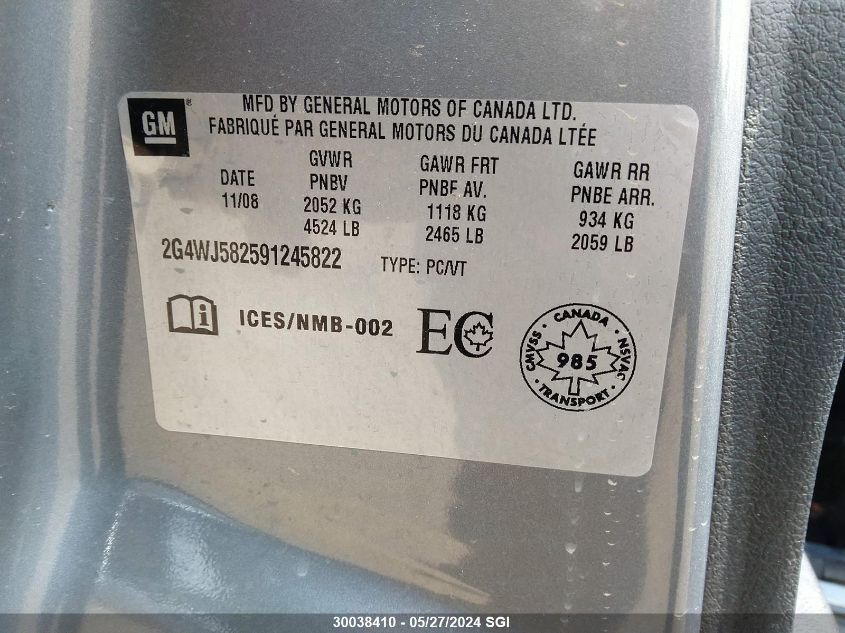 GM
MFD BY GENERAL MOTORS OF CANADA LTD.
FABRIQUÉ PAR GENERAL MOTORS DU CANADA LTÉE
DATE
11/08
GVWR
PNBV
2052 KG
4524 LB
GAWR FRT
PNBE AV.
1118 KG
2465 LB
GAWR RR
PNBE ARR.
934 KG
2059 LB
2G4WJ582591245822 TYPE: PC/VT
i ICES/NMB-002 EC
CANADA
CMVSS 985 NSVAC
TRANSPORT
30038410 - 05/27/2024 SGI